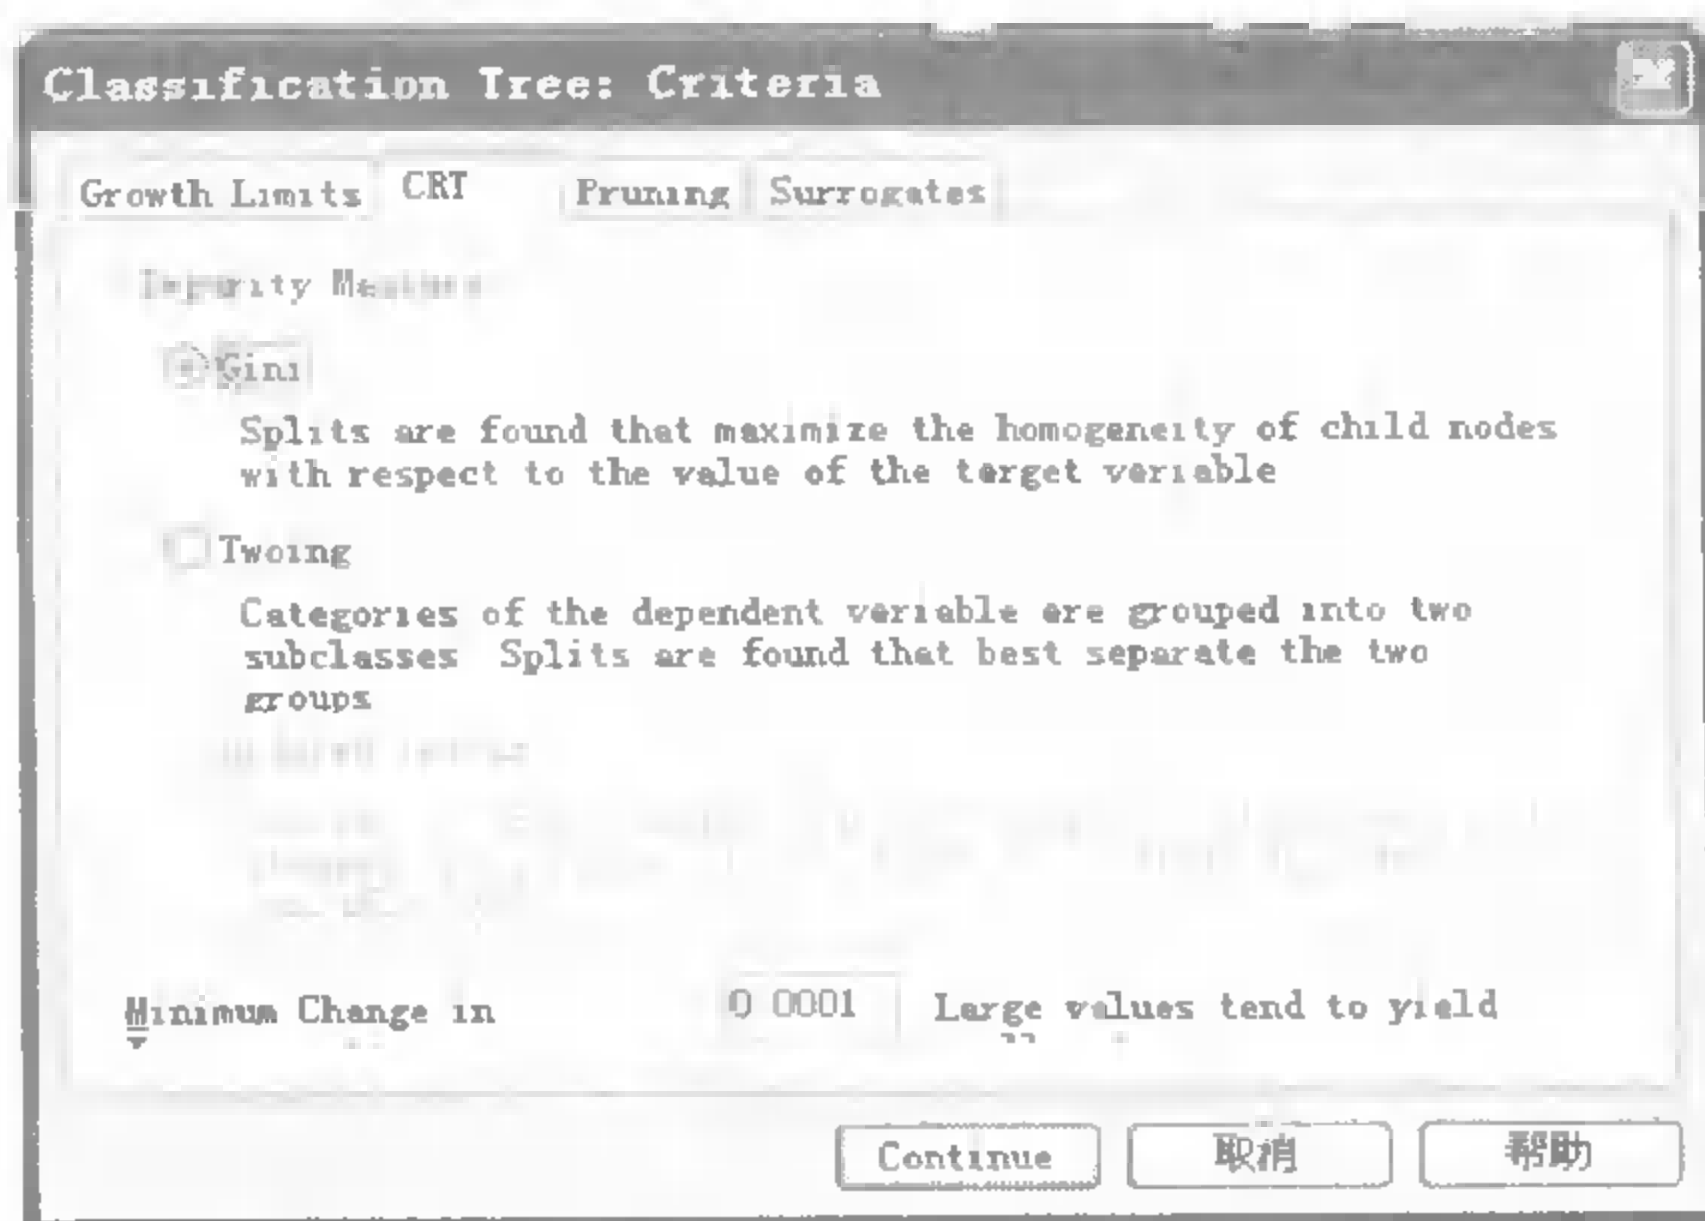 Classification Tree: Criteria
Growth Limits CRT Pruning Surrogates
Impurity Measure
Gini
Splits are found that maximize the homogeneity of child nodes
with respect to the value of the target variable
Twoing
Categories of the dependent variable are grouped into two
subclasses Splits are found that best separate the two
groups
Minimum Change in 0.0001 Large values tend to yield
Continue 取消 帮助